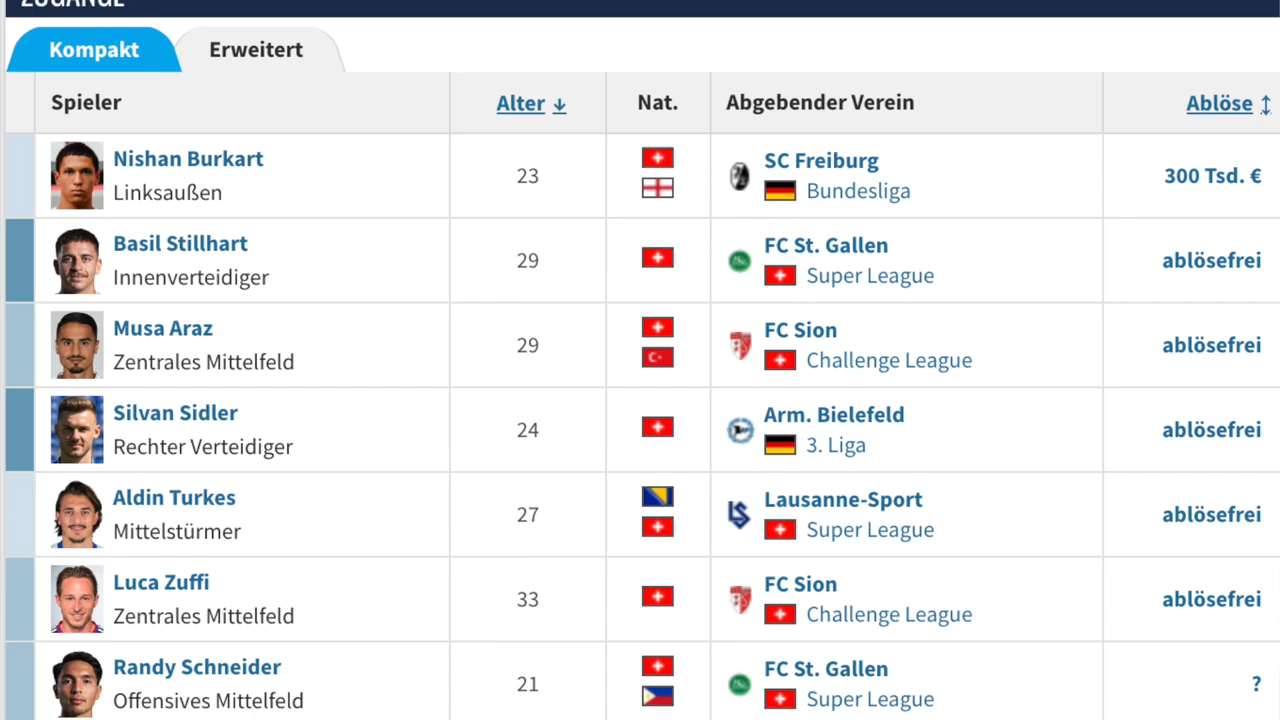 ZUGÄNGE
Kompakt Erweitert
Spieler Alter ↓ Nat. Abgebender Verein Ablöse ↕
Nishan Burkart
Linksaußen
23
SC Freiburg
Bundesliga
300 Tsd. €
Basil Stillhart
Innenverteidiger
29
FC St. Gallen
Super League
ablösefrei
Musa Araz
Zentrales Mittelfeld
29
FC Sion
Challenge League
ablösefrei
Silvan Sidler
Rechter Verteidiger
24
Arm. Bielefeld
3. Liga
ablösefrei
Aldin Turkes
Mittelstürmer
27
Lausanne-Sport
Super League
ablösefrei
Luca Zuffi
Zentrales Mittelfeld
33
FC Sion
Challenge League
ablösefrei
Randy Schneider
Offensives Mittelfeld
21
FC St. Gallen
Super League
?